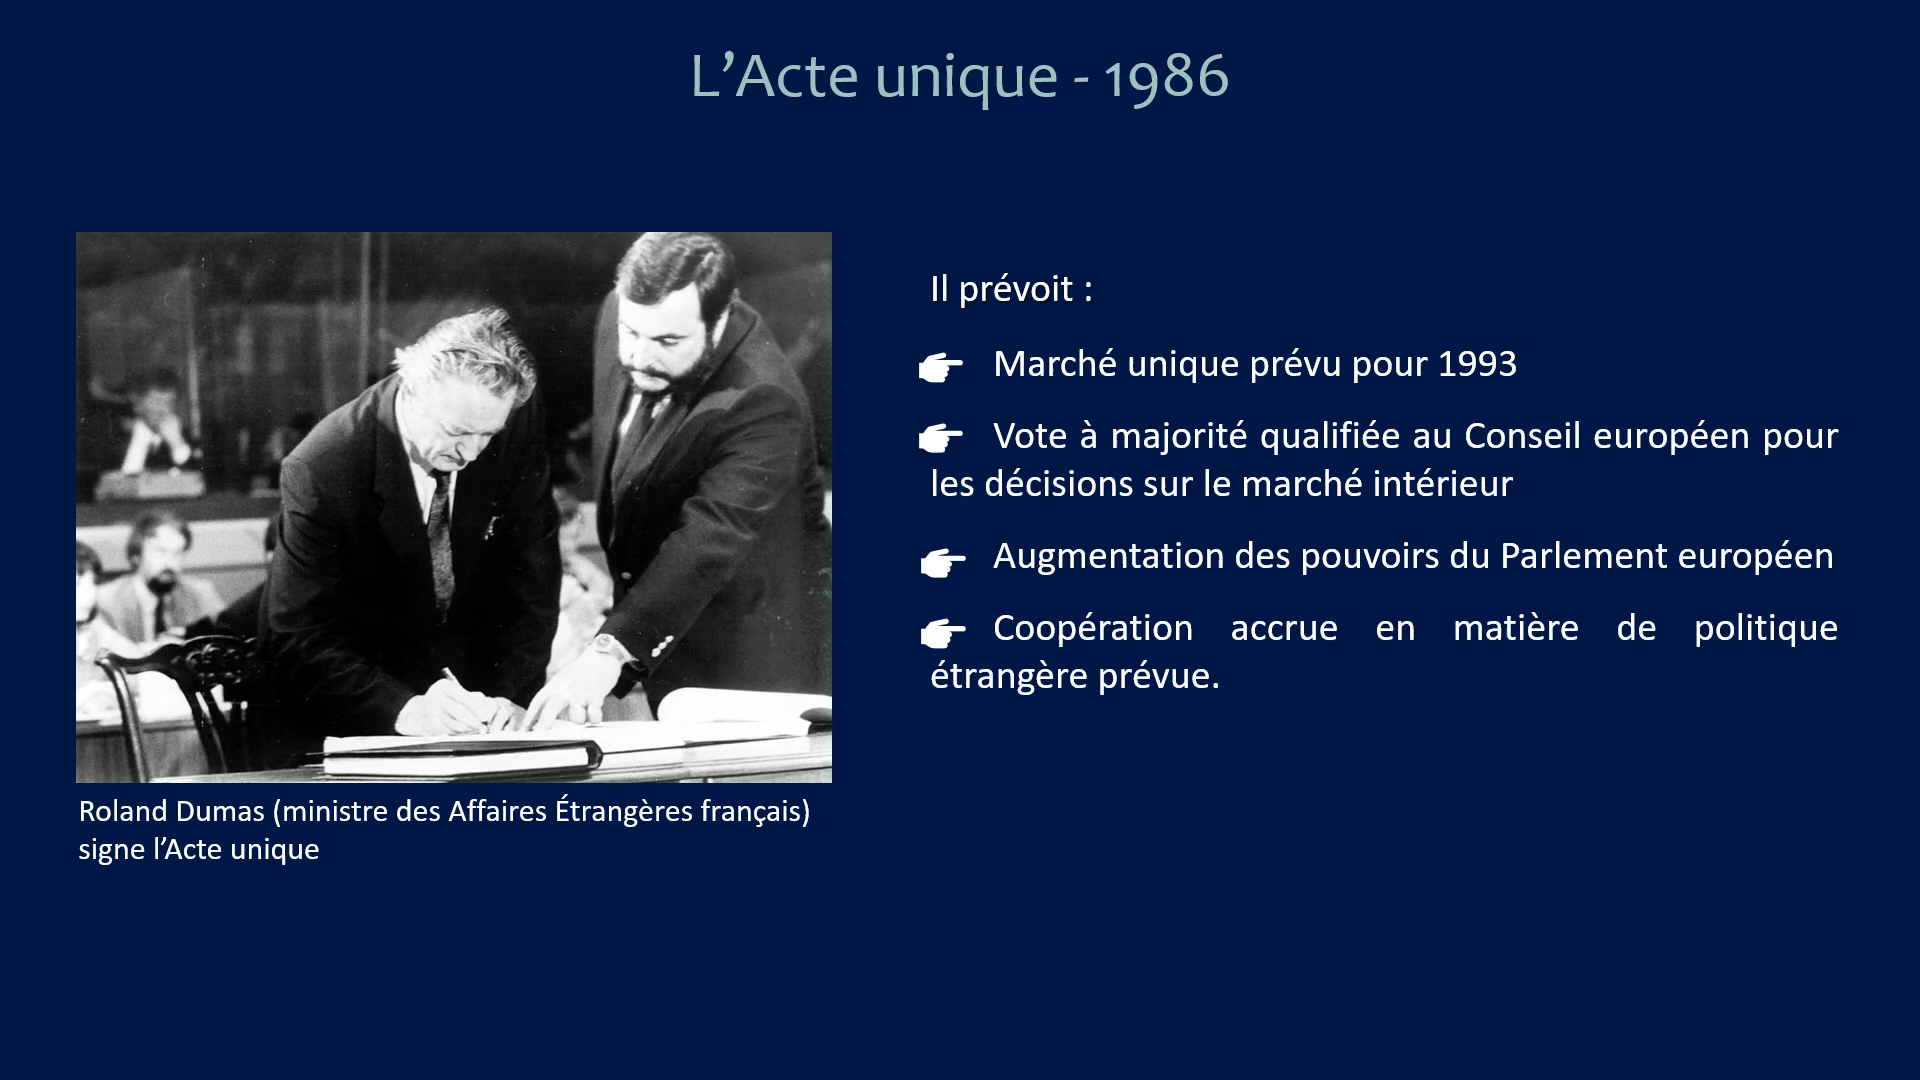 L’Acte unique - 1986
Il prévoit :
Marché unique prévu pour 1993
Vote à majorité qualifiée au Conseil européen pour
les décisions sur le marché intérieur
Augmentation des pouvoirs du Parlement européen
Coopération accrue en matière de politique
étrangère prévue.
Roland Dumas (ministre des Affaires Étrangères français)
signe l’Acte unique